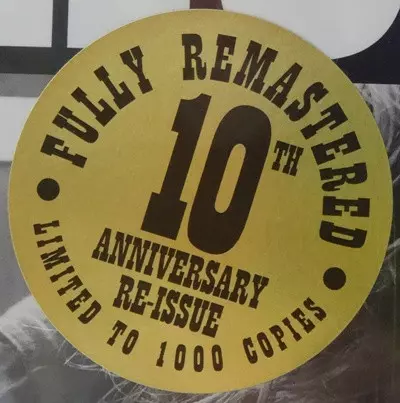 FULLY REMASTERED
10TH
ANNIVERSARY
RE-ISSUE
LIMITED TO 1000 COPIES